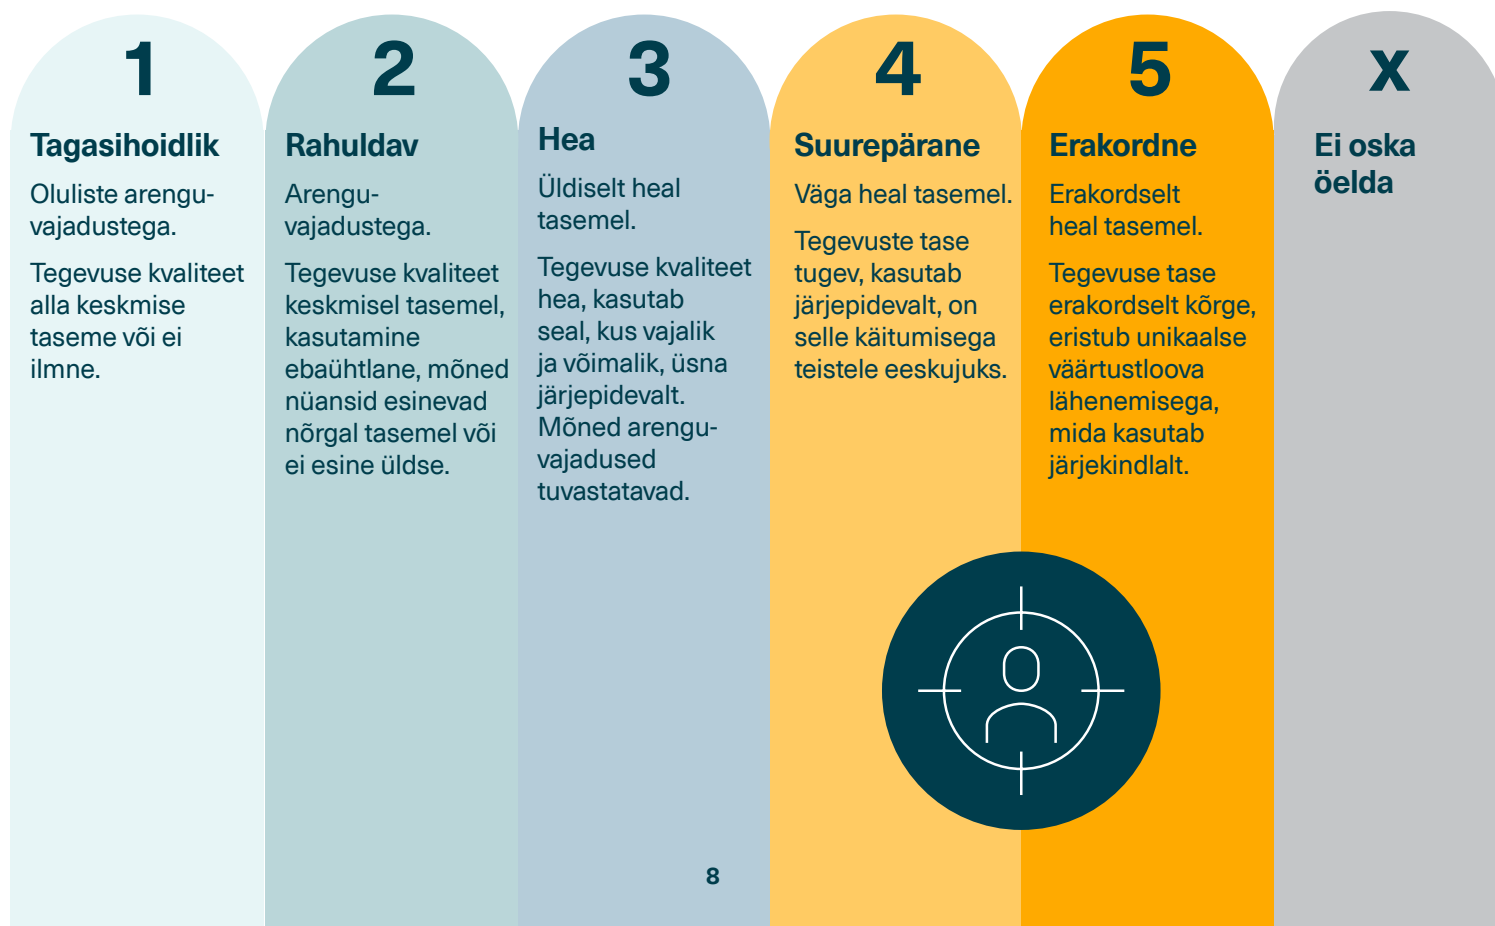 1
Tagasihoidlik
Oluliste arengu-
vajadustega.
Tegevuse kvaliteet
alla keskmise
taseme või ei
ilmne.
2
Rahuldav
Arengu-
vajadustega.
Tegevuse kvaliteet
keskmisel tasemel,
kasutamine
ebaühtlane, mõned
nüansid esinevad
nõrgal tasemel või
ei esine üldse.
3
Hea
Üldiselt heal
tasemel.
Tegevuse kvaliteet
hea, kasutab
seal, kus vajalik
ja võimalik, üsna
järjepidevalt.
Mõned arengu-
vajadused
tuvastatavad.
4
Suurepärane
Väga heal tasemel.
Tegevuste tase
tugev, kasutab
järjepidevalt, on
selle käitumisega
teistele eeskujuks.
5
Erakordne
Erakordselt
heal tasemel.
Tegevuse tase
erakordselt kõrge,
eristub unikaalse
väärtustloova
lähenemisega,
mida kasutab
järjekindlalt.
x
Ei oska
öelda
8